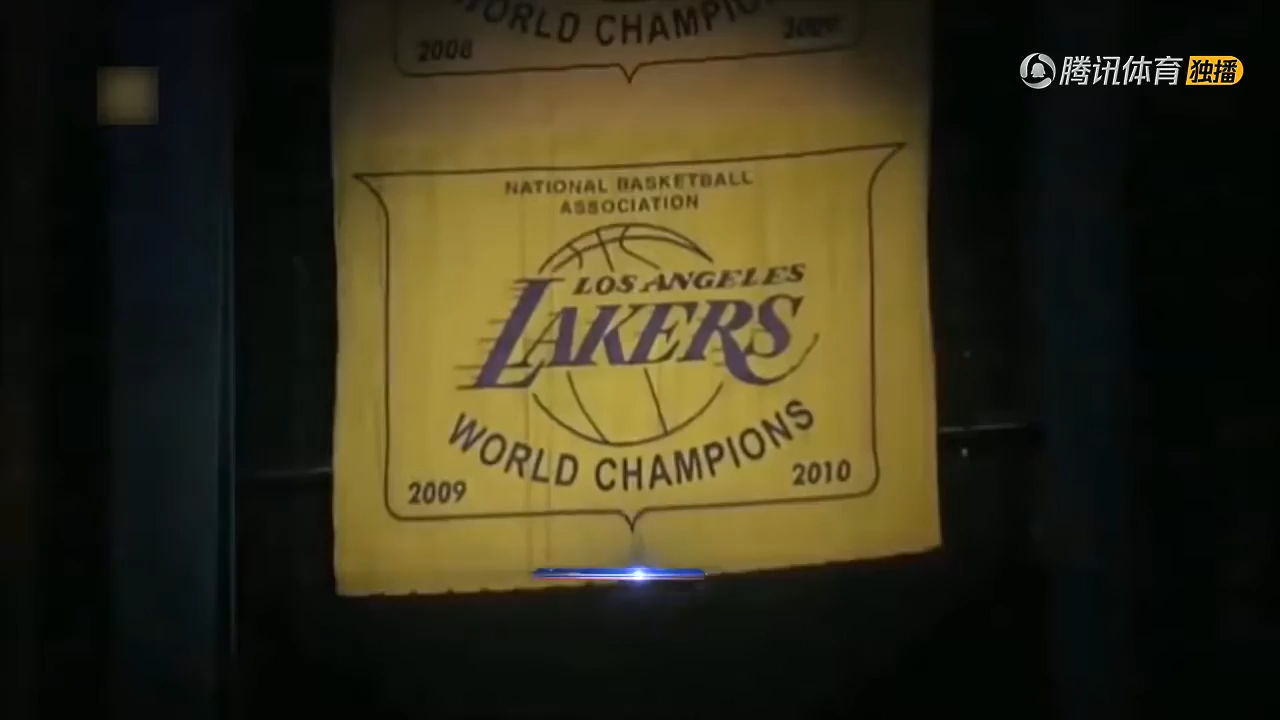 WORLD CHAMPIONS
2008 2009
腾讯体育 独播
NATIONAL BASKETBALL
ASSOCIATION
LOS ANGELES
LAKERS
WORLD CHAMPIONS
2009 2010